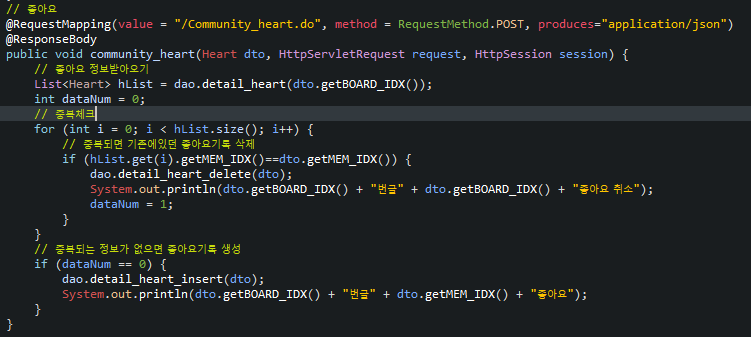 // 좋아요
@RequestMapping(value = "/Community_heart.do", method = RequestMethod.POST, produces="application/json")
@ResponseBody
public void community_heart(Heart dto, HttpServletRequest request, HttpSession session) {
// 좋아요 정보받아오기
List<Heart> hList = dao.detail_heart(dto.getBOARD_IDX());
int dataNum = 0;
// 중복체크
for (int i = 0; i < hList.size(); i++) {
// 중복되면 기존에있던 좋아요기록 삭제
if (hList.get(i).getMEM_IDX()==dto.getMEM_IDX()) {
dao.detail_heart_delete(dto);
System.out.println(dto.getBOARD_IDX() + "번글" + dto.getBOARD_IDX() + "좋아요 취소");
dataNum = 1;
}
}
// 중복되는 정보가 없으면 좋아요기록 생성
if (dataNum == 0) {
dao.detail_heart_insert(dto);
System.out.println(dto.getBOARD_IDX() + "번글" + dto.getMEM_IDX() + "좋아요");
}
}